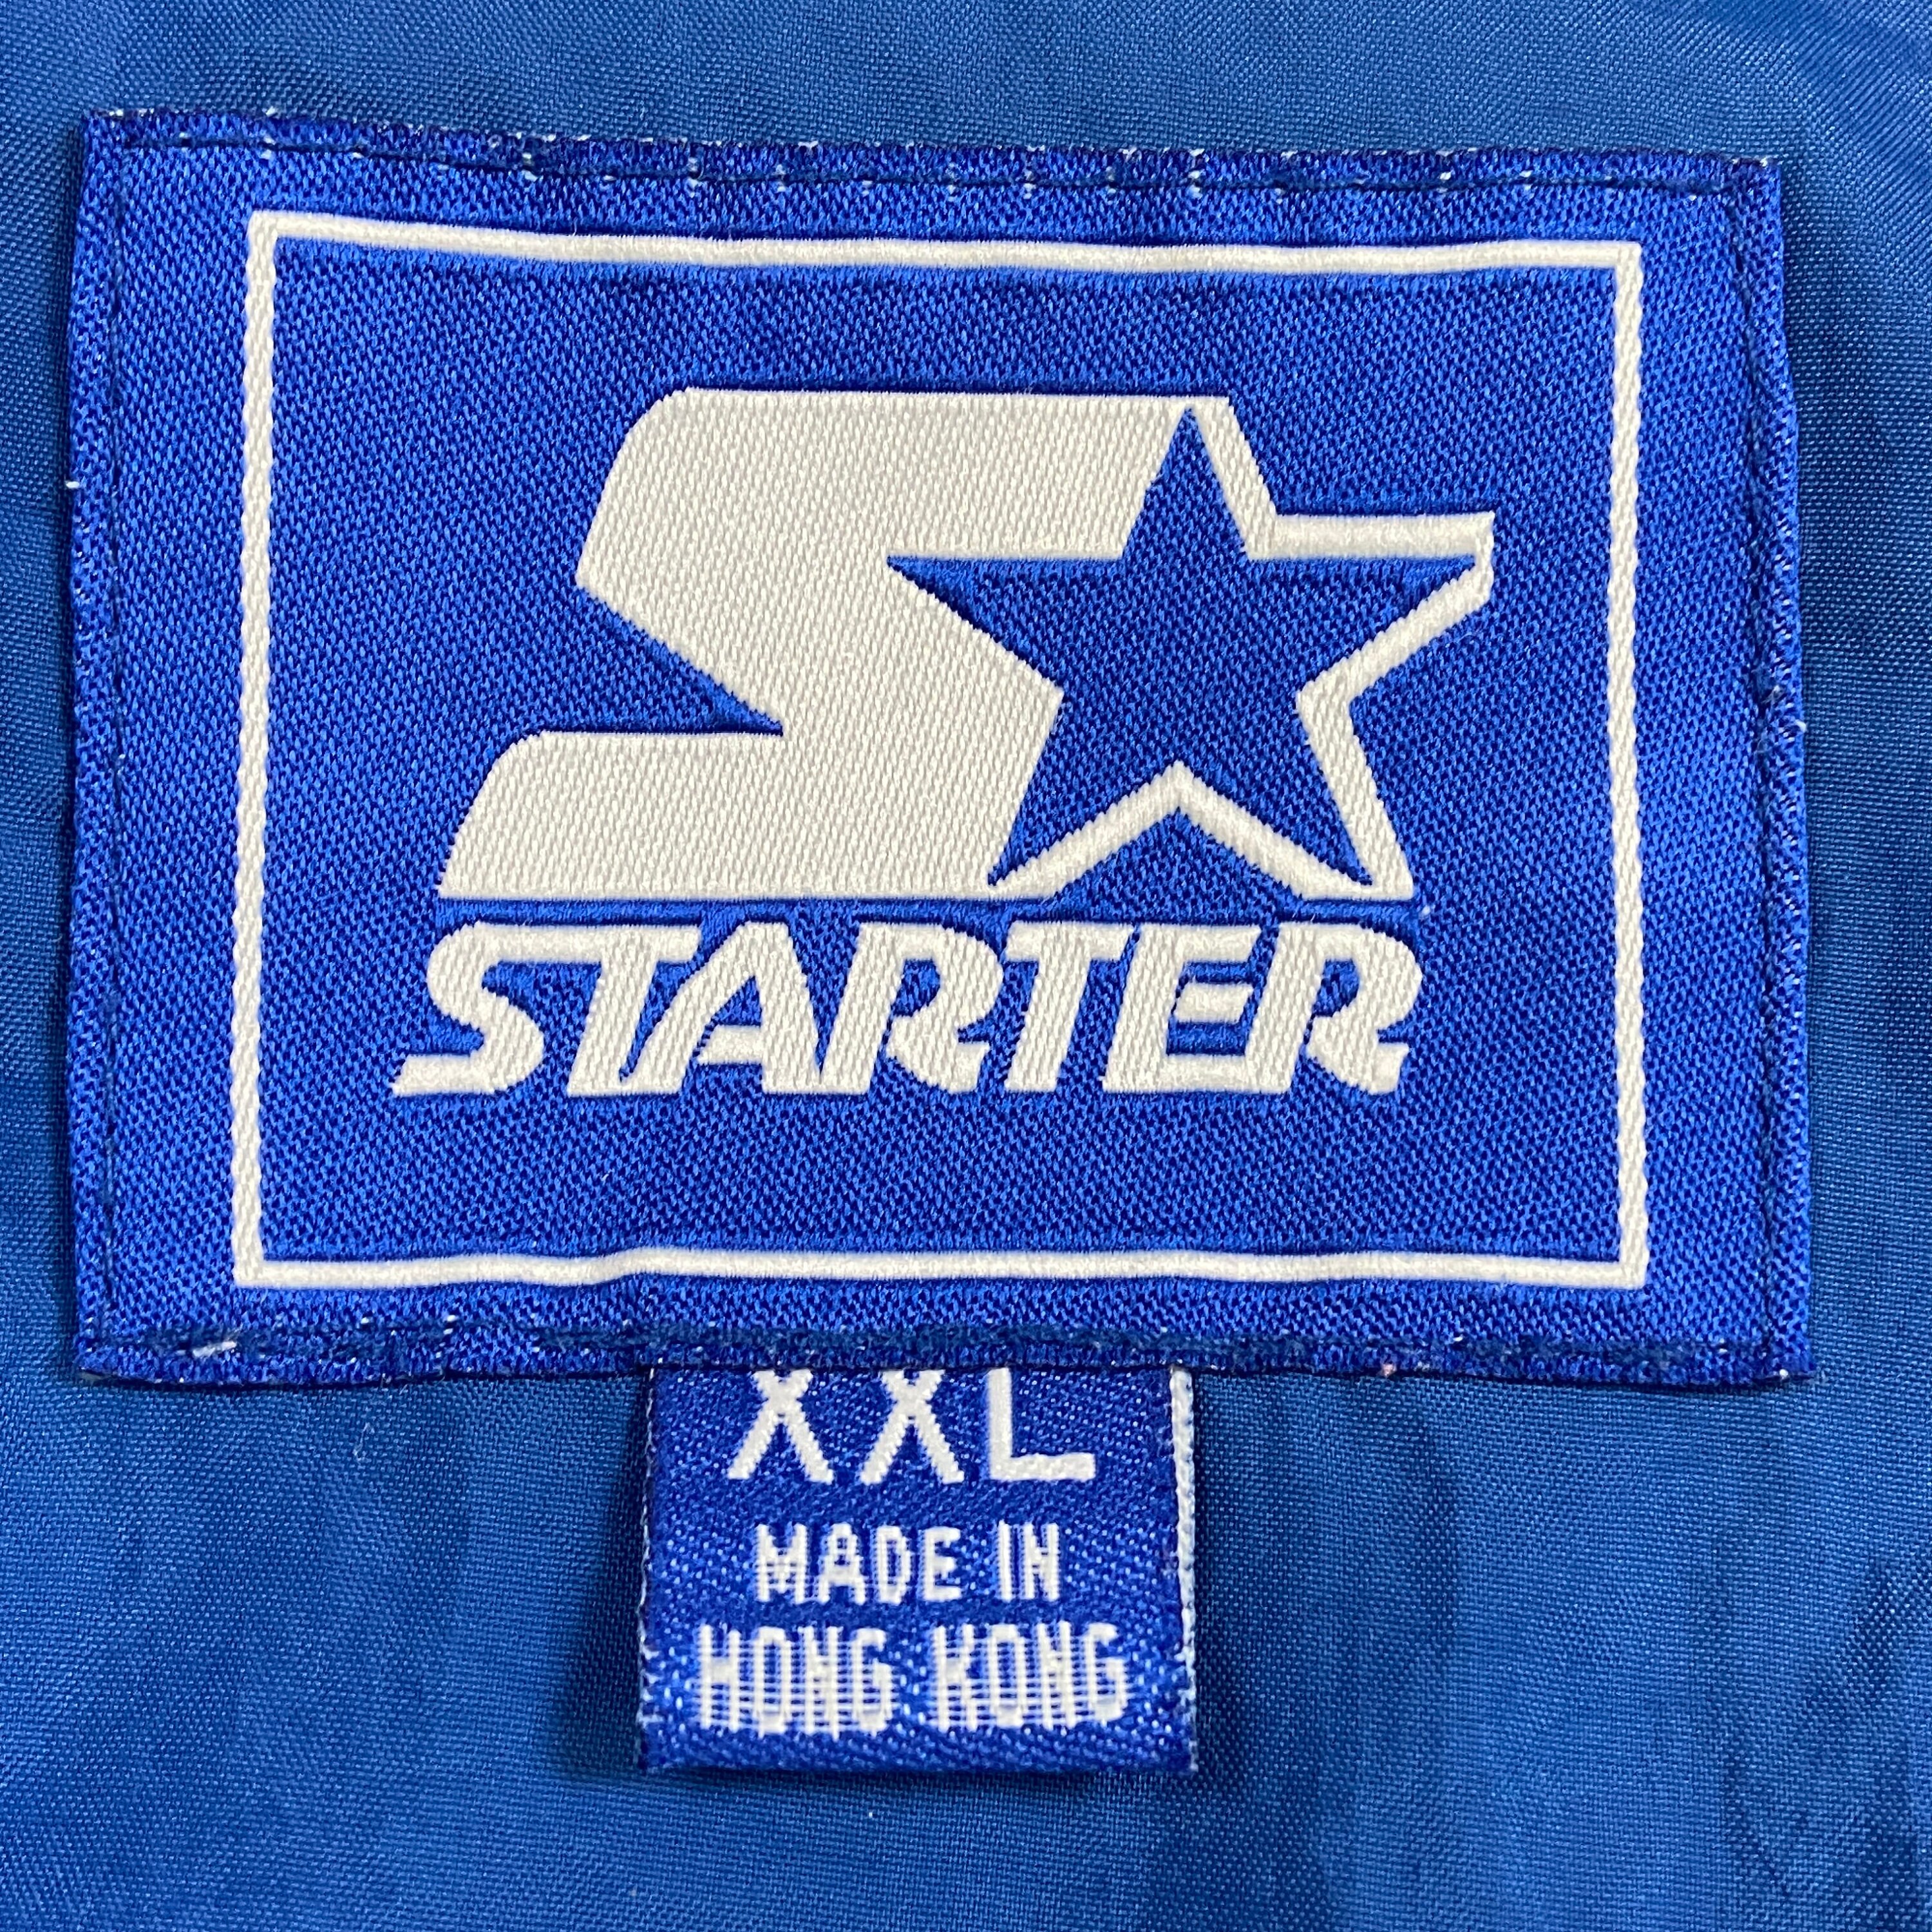 STARTER
XXL
MADE IN
HONG KONG